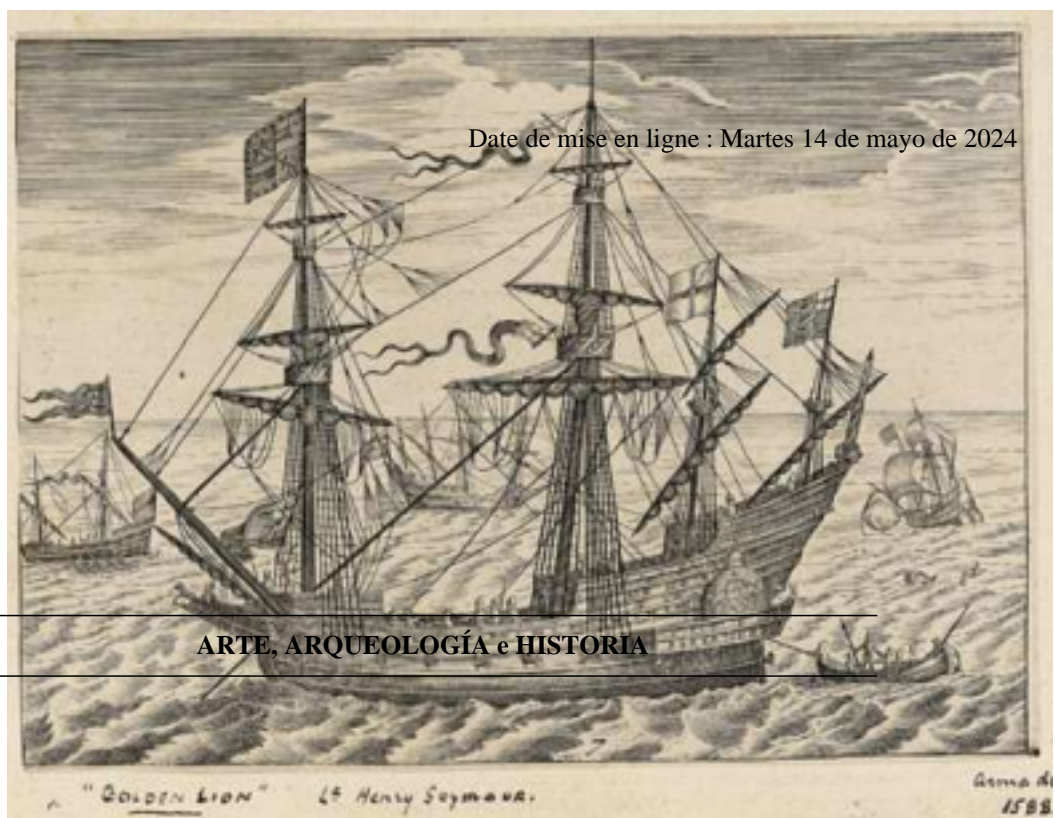 Date de mise en ligne : Martes 14 de mayo de 2024
ARTE, ARQUEOLOGÍA e HISTORIA
"GOLDEN LION" Ld Henry Seymour.
1588